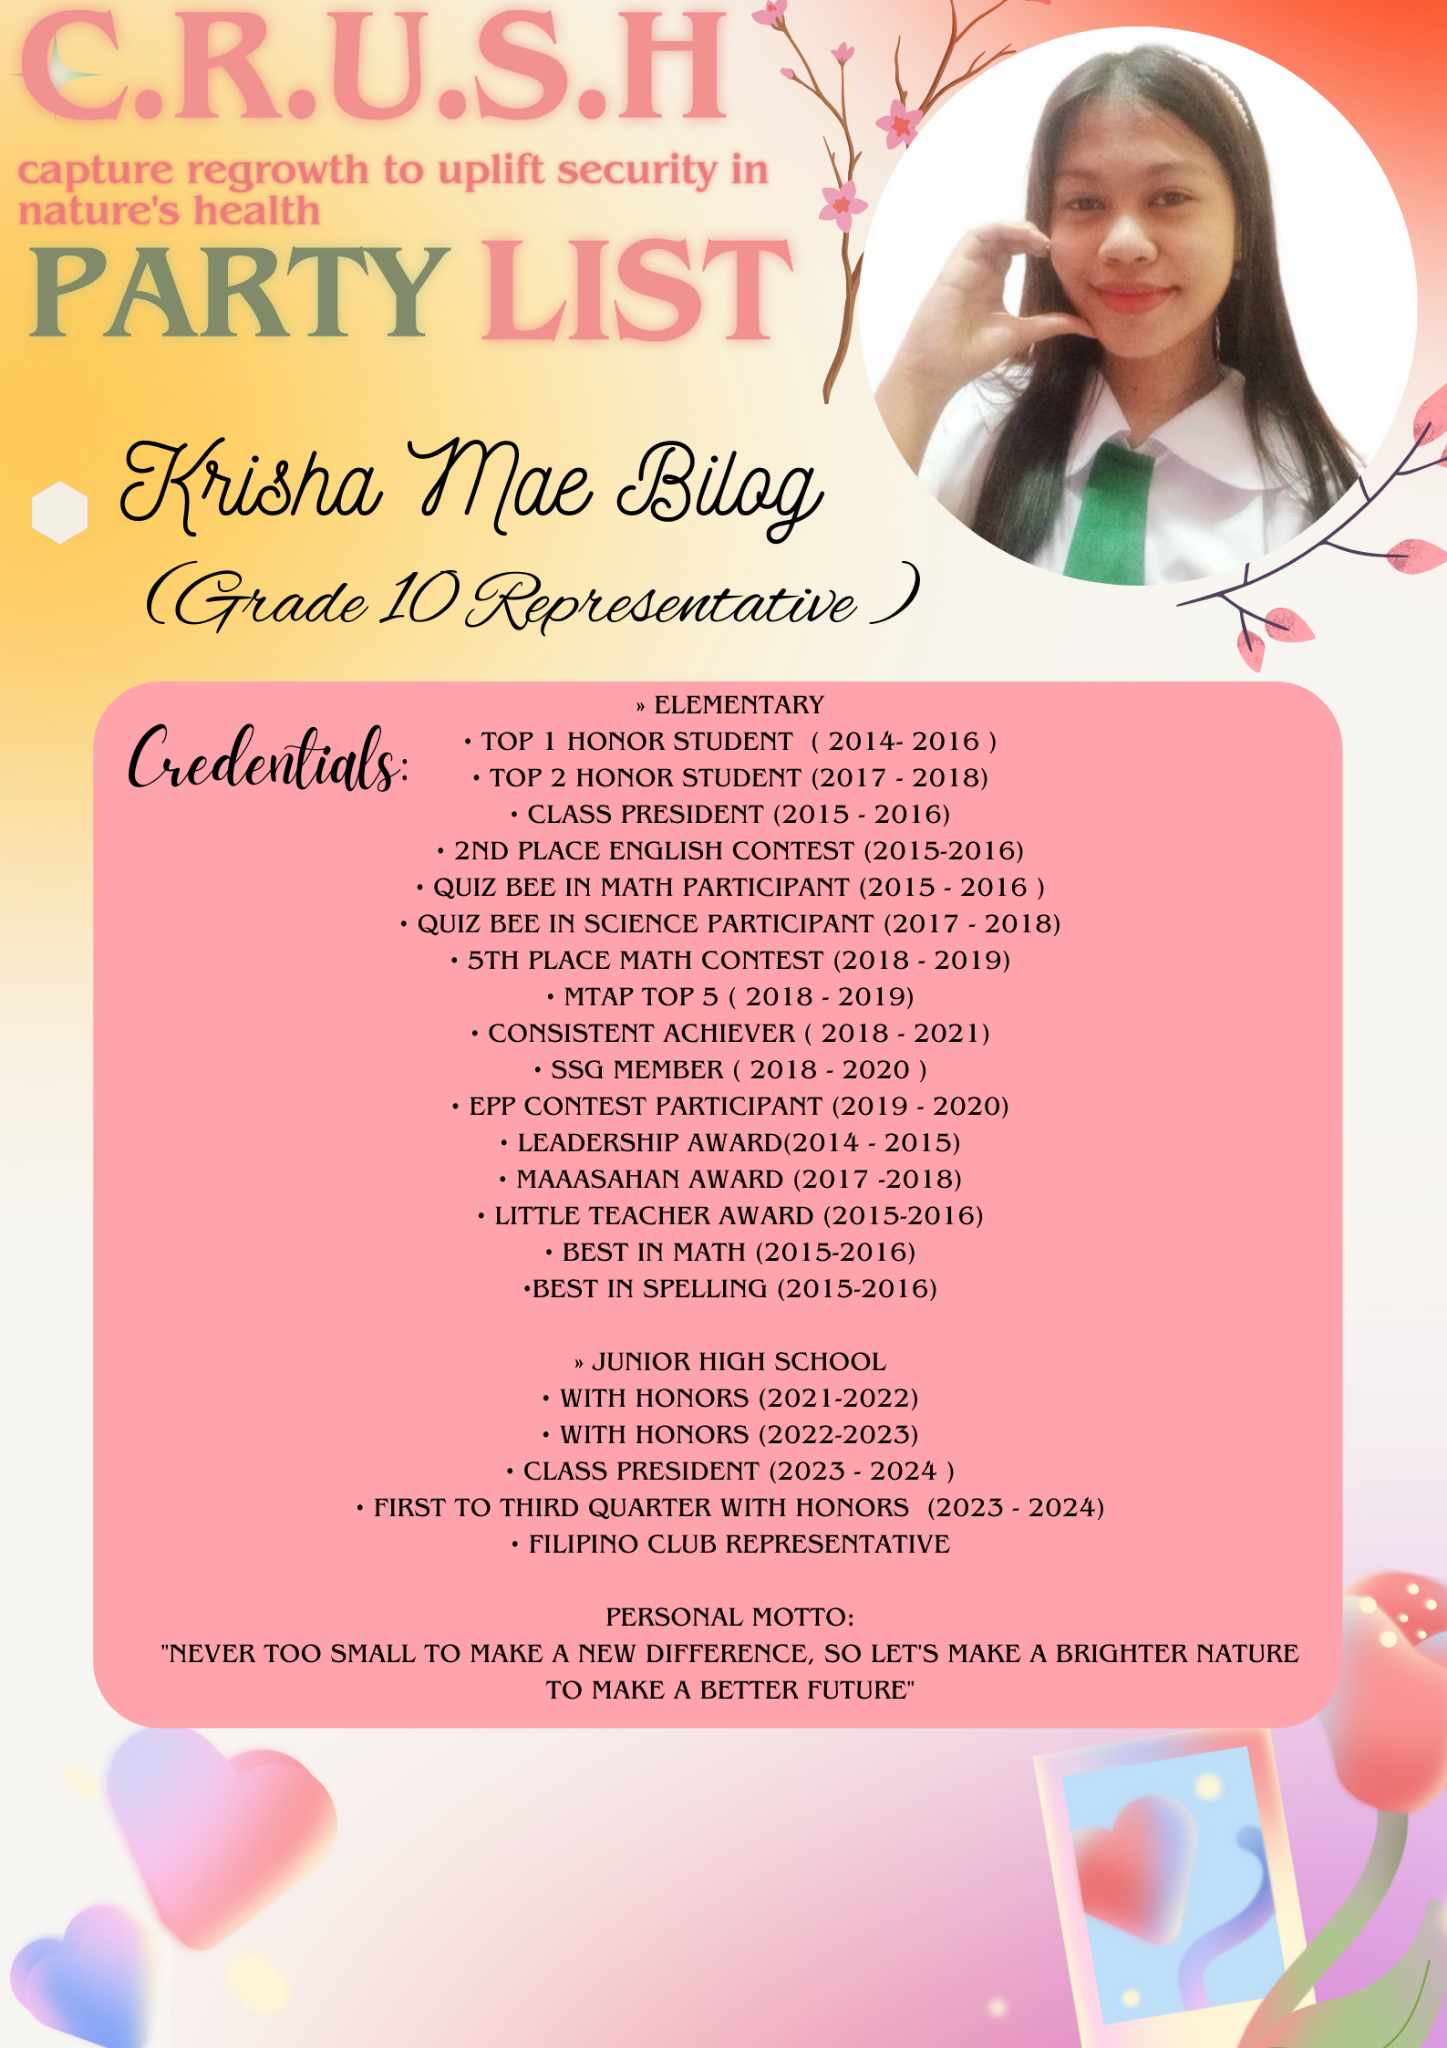 C.R.U.S.H
capture regrowth to uplift security in
nature's health
PARTY LIST
Krisha Mae Bilog
(Grade 10 Representative )
Credentials:
» ELEMENTARY
• TOP 1 HONOR STUDENT  ( 2014- 2016 )
• TOP 2 HONOR STUDENT (2017 - 2018)
• CLASS PRESIDENT (2015 - 2016)
• 2ND PLACE ENGLISH CONTEST (2015-2016)
• QUIZ BEE IN MATH PARTICIPANT (2015 - 2016 )
• QUIZ BEE IN SCIENCE PARTICIPANT (2017 - 2018)
• 5TH PLACE MATH CONTEST (2018 - 2019)
• MTAP TOP 5 ( 2018 - 2019)
• CONSISTENT ACHIEVER ( 2018 - 2021)
• SSG MEMBER ( 2018 - 2020 )
• EPP CONTEST PARTICIPANT (2019 - 2020)
• LEADERSHIP AWARD(2014 - 2015)
• MAAASAHAN AWARD (2017 -2018)
• LITTLE TEACHER AWARD (2015-2016)
• BEST IN MATH (2015-2016)
•BEST IN SPELLING (2015-2016)
» JUNIOR HIGH SCHOOL
• WITH HONORS (2021-2022)
• WITH HONORS (2022-2023)
• CLASS PRESIDENT (2023 - 2024 )
• FIRST TO THIRD QUARTER WITH HONORS  (2023 - 2024)
• FILIPINO CLUB REPRESENTATIVE
PERSONAL MOTTO:
"NEVER TOO SMALL TO MAKE A NEW DIFFERENCE, SO LET'S MAKE A BRIGHTER NATURE
TO MAKE A BETTER FUTURE"